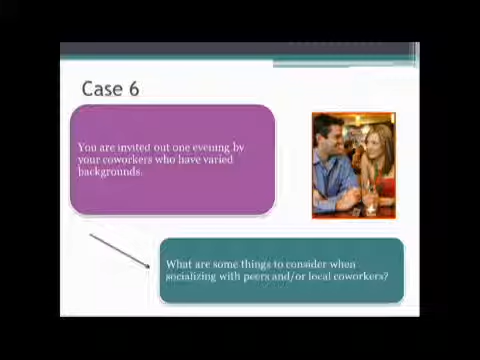 Case 6
You are invited out one evening by
your coworkers who have varied
backgrounds.
What are some things to consider when
socializing with peers and/or local coworkers?